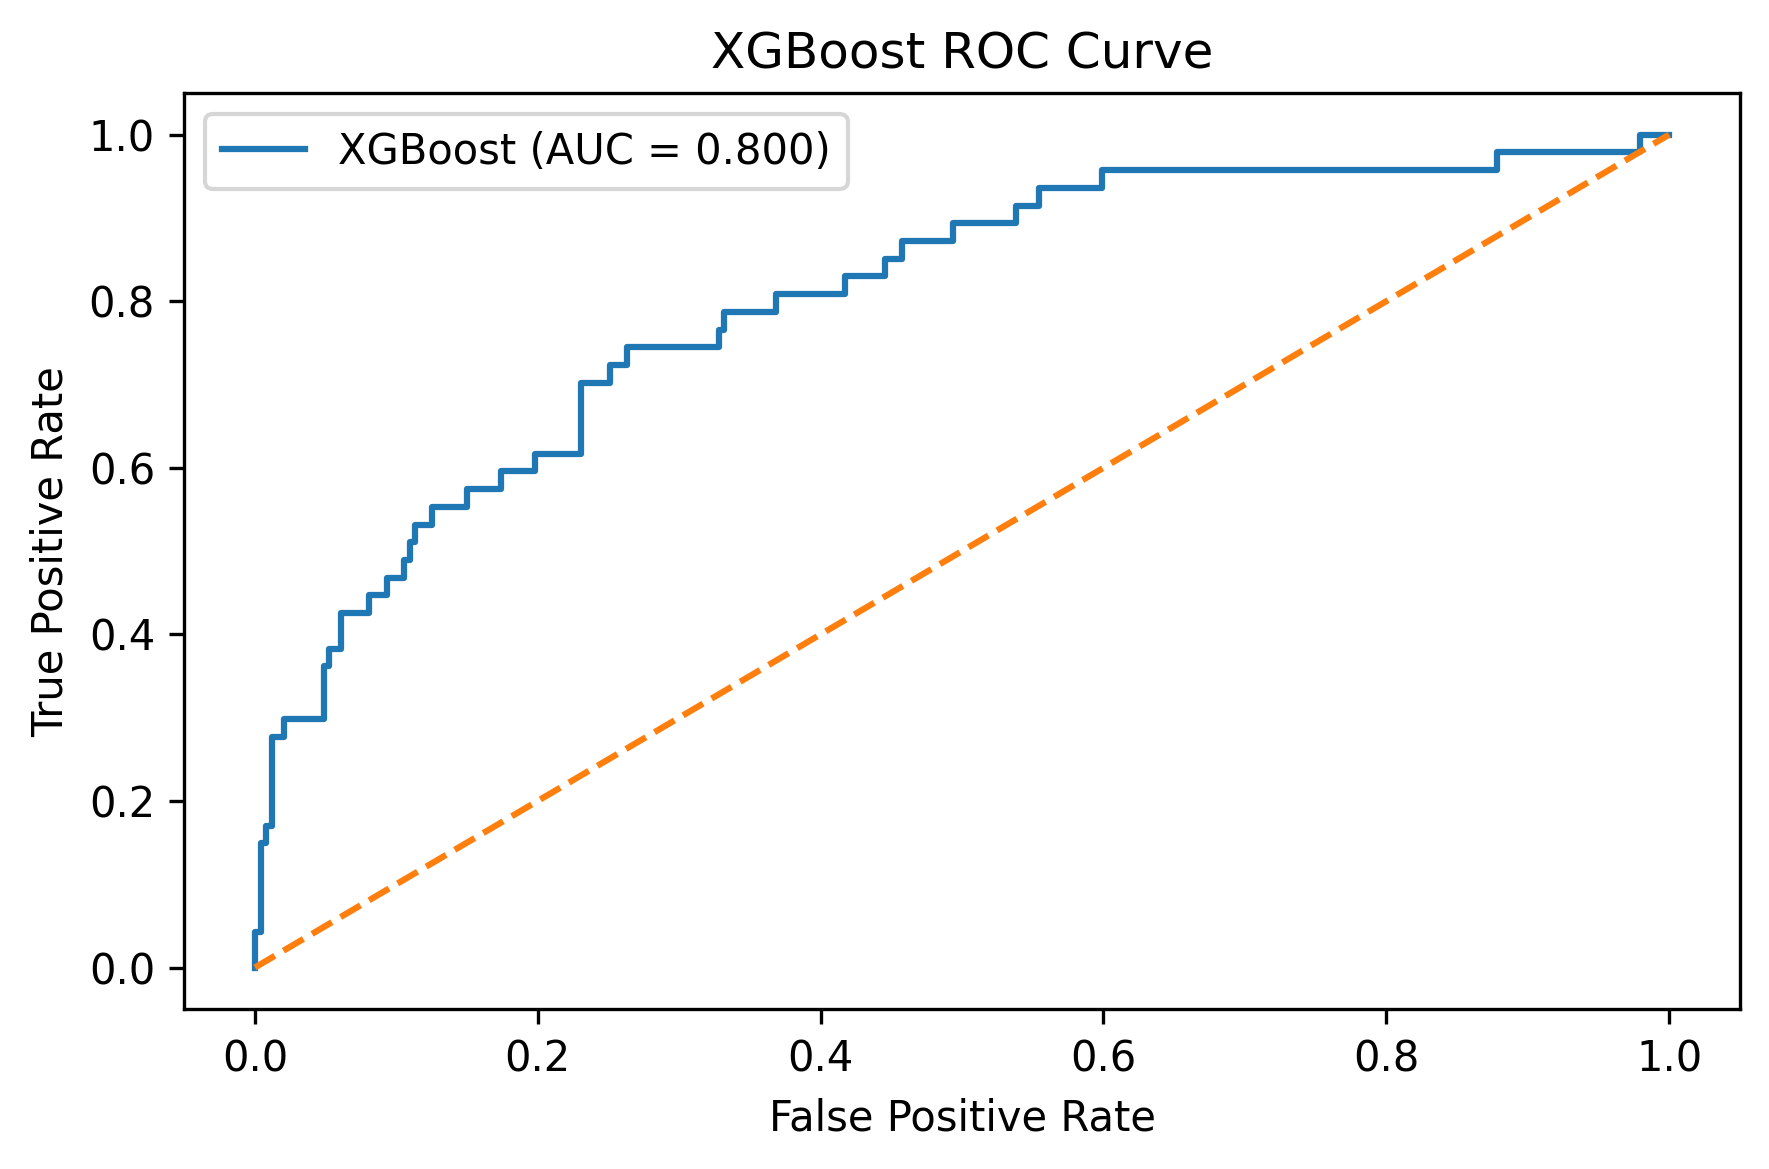 XGBoost ROC Curve
XGBoost (AUC = 0.800)
True Positive Rate
1.0
0.8
0.6
0.4
0.2
0.0
0.0 0.2 0.4 0.6 0.8 1.0
False Positive Rate